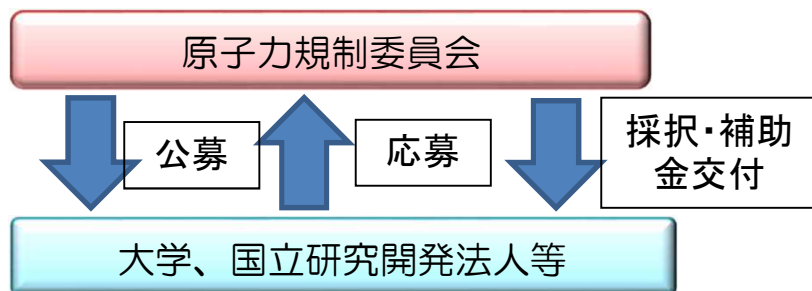 原子力規制委員会
公募
応募
採択・補助
金交付
大学、国立研究開発法人等